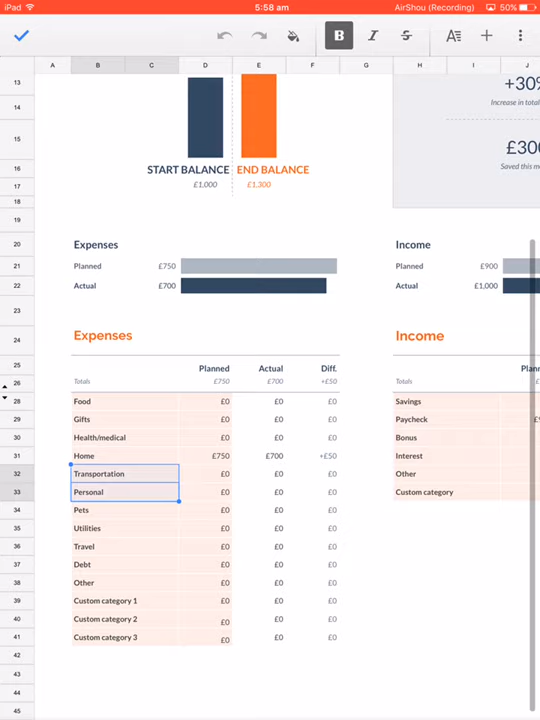 iPad 5:58 am AirShou (Recording) 50%
B I S A
A B C D E F G H I J
13
14 +30%
Increase in total
15 £300
16 START BALANCE END BALANCE Saved this
17 £1,000 £1,300
18
19
20 Expenses Income
21 Planned £750 Planned £900
22 Actual £700 Actual £1,000
23
24 Expenses Income
25 Planned Actual Diff.
26 Totals £750 £700 +£50 Totals
28 Food £0 £0 £0 Savings
29 Gifts £0 £0 £0 Paycheck
30 Health/medical £0 £0 £0 Bonus
31 Home £750 £700 +£50 Interest
32 Transportation £0 £0 £0 Other
33 Personal £0 £0 £0 Custom category
34 Pets £0 £0 £0
35 Utilities £0 £0 £0
36 Travel £0 £0 £0
37 Debt £0 £0 £0
38 Other £0 £0 £0
39 Custom category 1 £0 £0 £0
40 Custom category 2 £0 £0 £0
41 Custom category 3 £0 £0 £0
42
43
44
45